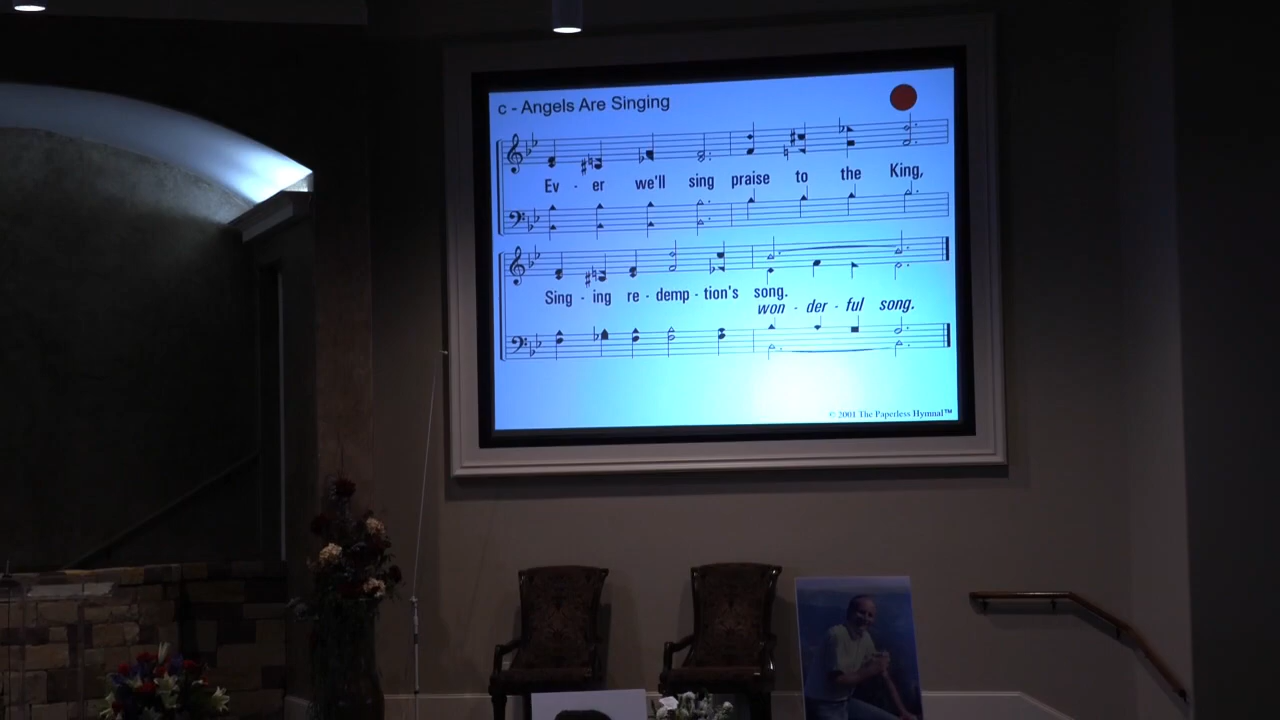 c - Angels Are Singing
Ev - er we'll sing praise to the King,
Sing - ing re - demp - tion's song.
won - der - ful song.
© 2001 The Paperless Hymnal™